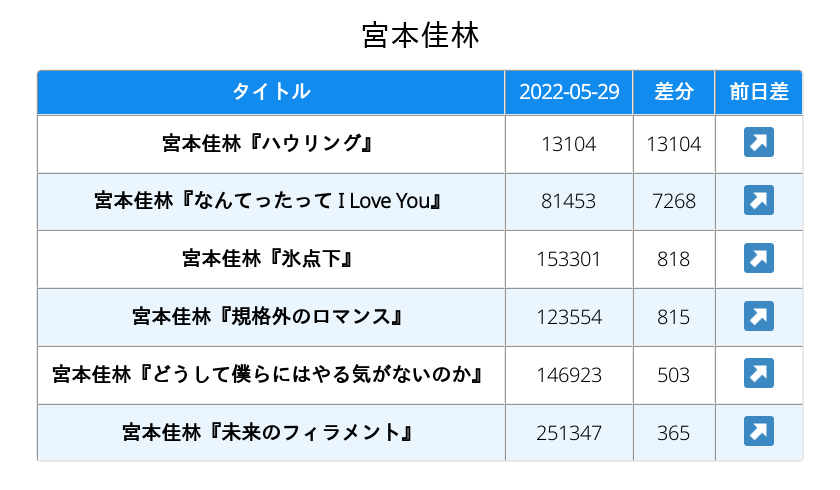 宮本佳林
タイトル 2022-05-29 差分 前日差
宮本佳林『ハウリング』 13104 13104 ↗
宮本佳林『なんてったって I Love You』 81453 7268 ↗
宮本佳林『氷点下』 153301 818 ↗
宮本佳林『規格外のロマンス』 123554 815 ↗
宮本佳林『どうして僕らにはやる気がないのか』 146923 503 ↗
宮本佳林『未来のフィラメント』 251347 365 ↗